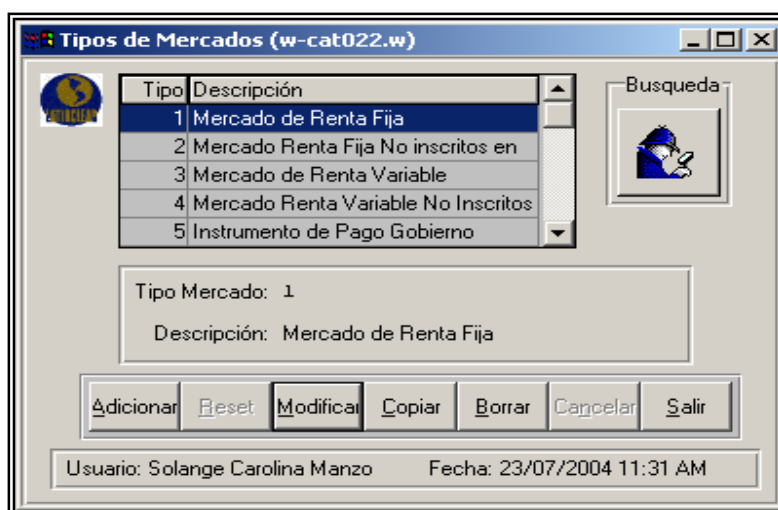 Tipos de Mercados (w-cat022.w)
LATINCLEAR
Tipo Descripción
1 Mercado de Renta Fija
2 Mercado Renta Fija No inscritos en
3 Mercado de Renta Variable
4 Mercado Renta Variable No Inscritos
5 Instrumento de Pago Gobierno
Busqueda
Tipo Mercado: 1
Descripción: Mercado de Renta Fija
Adicionar Reset Modificar Copiar Borrar Cancelar Salir
Usuario: Solange Carolina Manzo Fecha: 23/07/2004 11:31 AM